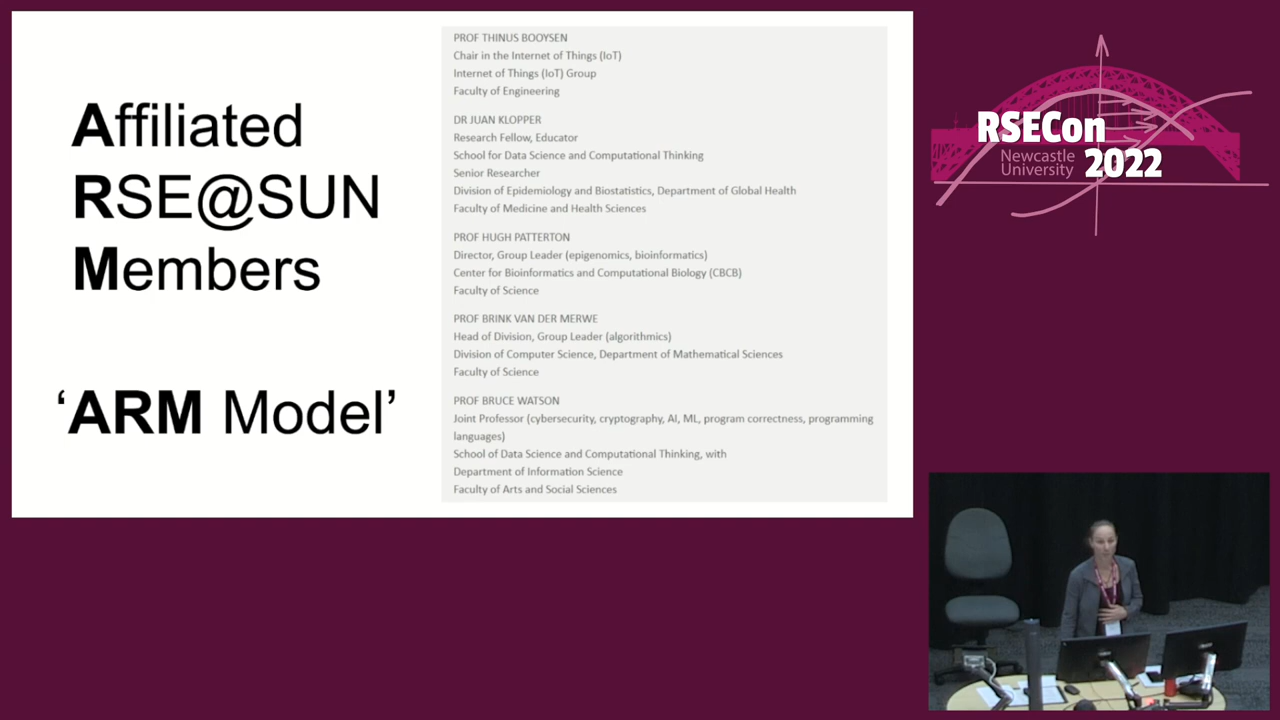 Affiliated
RSE@SUN
Members
'ARM Model'
PROF THINUS BOOYSEN
Chair in the Internet of Things (IoT)
Internet of Things (IoT) Group
Faculty of Engineering
DR JUAN KLOPPER
Research Fellow, Educator
School for Data Science and Computational Thinking
Senior Researcher
Division of Epidemiology and Biostatistics, Department of Global Health
Faculty of Medicine and Health Sciences
PROF HUGH PATTERTON
Director, Group Leader (epigenomics, bioinformatics)
Center for Bioinformatics and Computational Biology (CBCB)
Faculty of Science
PROF BRINK VAN DER MERWE
Head of Division, Group Leader (algorithmics)
Division of Computer Science, Department of Mathematical Sciences
Faculty of Science
PROF BRUCE WATSON
Joint Professor (cybersecurity, cryptography, AI, ML, program correctness, programming
languages)
School of Data Science and Computational Thinking, with
Department of Information Science
Faculty of Arts and Social Sciences
RSECon
Newcastle
University
2022